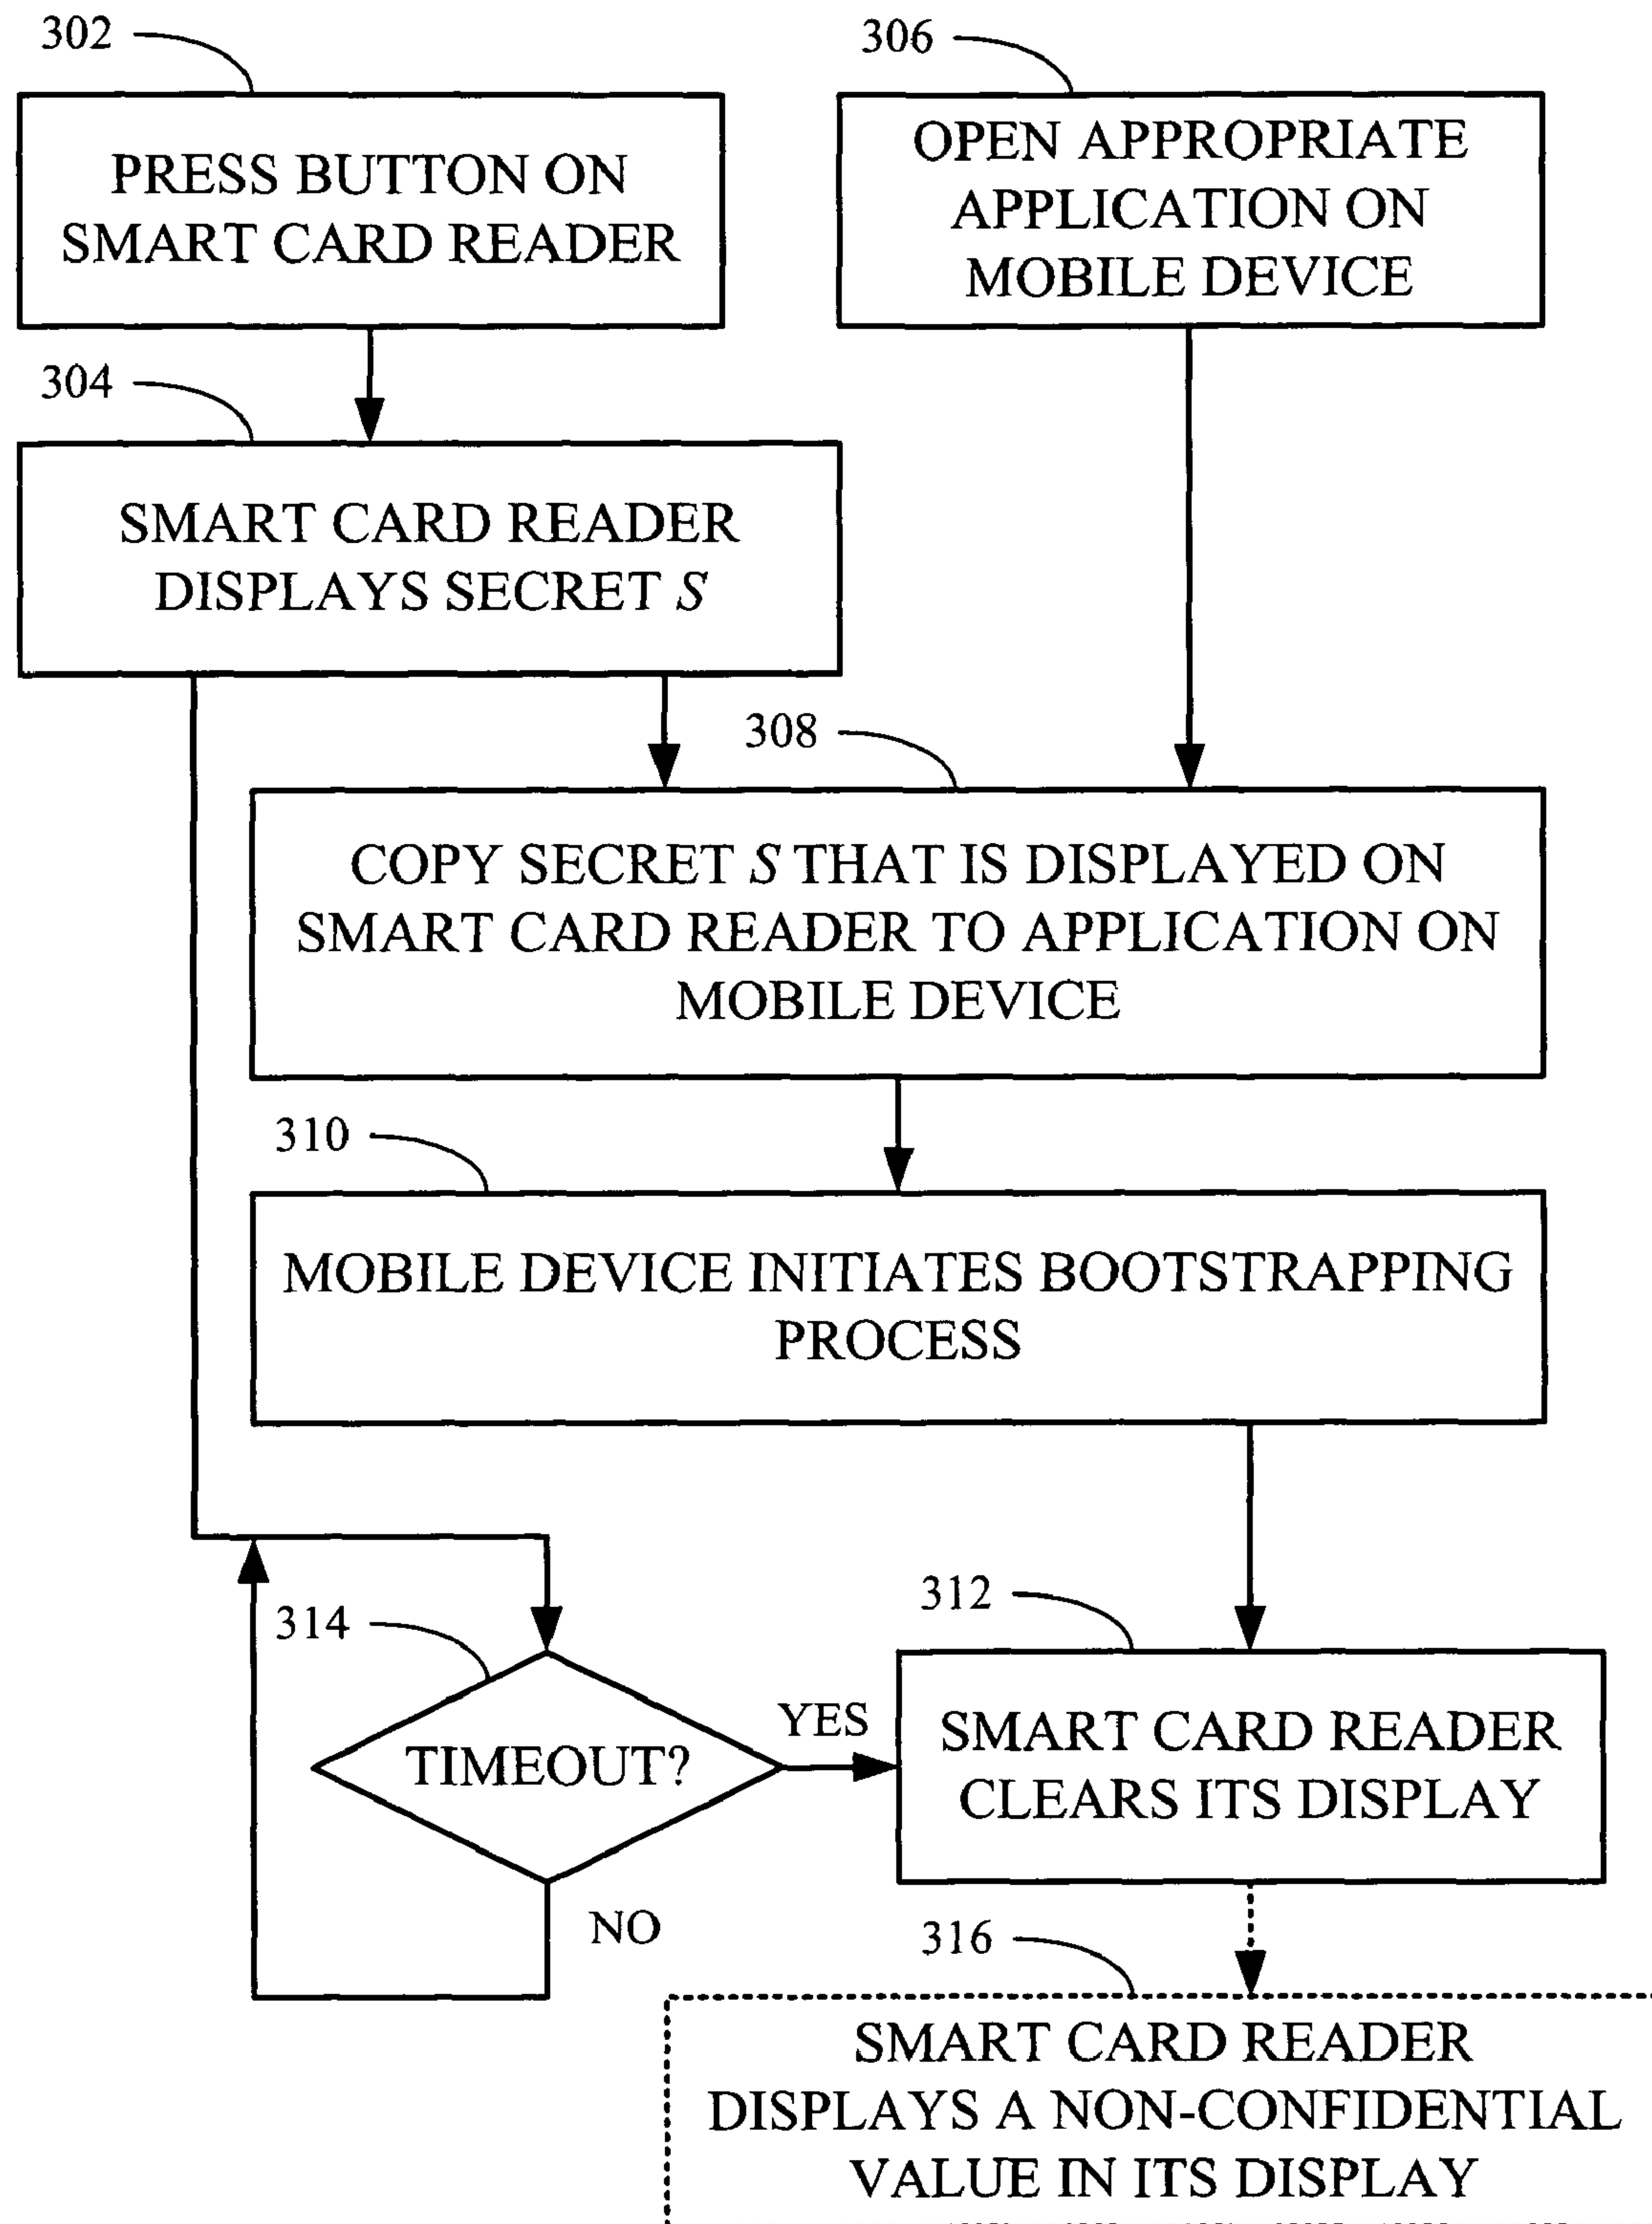 302
PRESS BUTTON ON
SMART CARD READER
306
OPEN APPROPRIATE
APPLICATION ON
MOBILE DEVICE
304
SMART CARD READER
DISPLAYS SECRET S
308
COPY SECRET S THAT IS DISPLAYED ON
SMART CARD READER TO APPLICATION ON
MOBILE DEVICE
310
MOBILE DEVICE INITIATES BOOTSTRAPPING
PROCESS
314
TIMEOUT?
YES
NO
312
SMART CARD READER
CLEARS ITS DISPLAY
316
SMART CARD READER
DISPLAYS A NON-CONFIDENTIAL
VALUE IN ITS DISPLAY